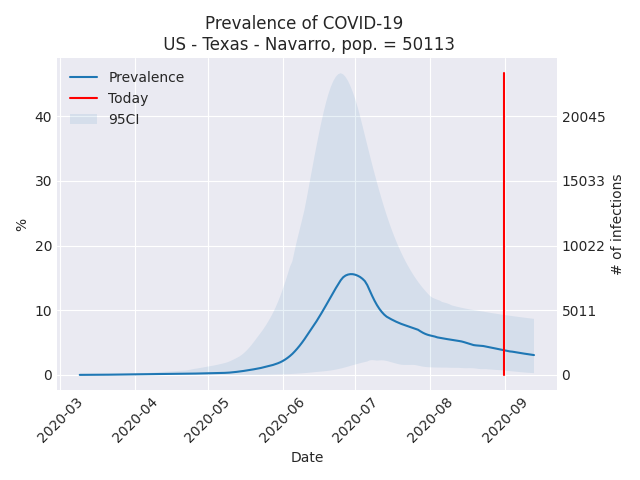 Prevalence of COVID-19
US - Texas - Navarro, pop. = 50113
Prevalence
Today
95CI
40
30
20
10
0
%
20045
15033
10022
5011
0
# of infections
2020-03
2020-04
2020-05
2020-06
2020-07
2020-08
2020-09
Date